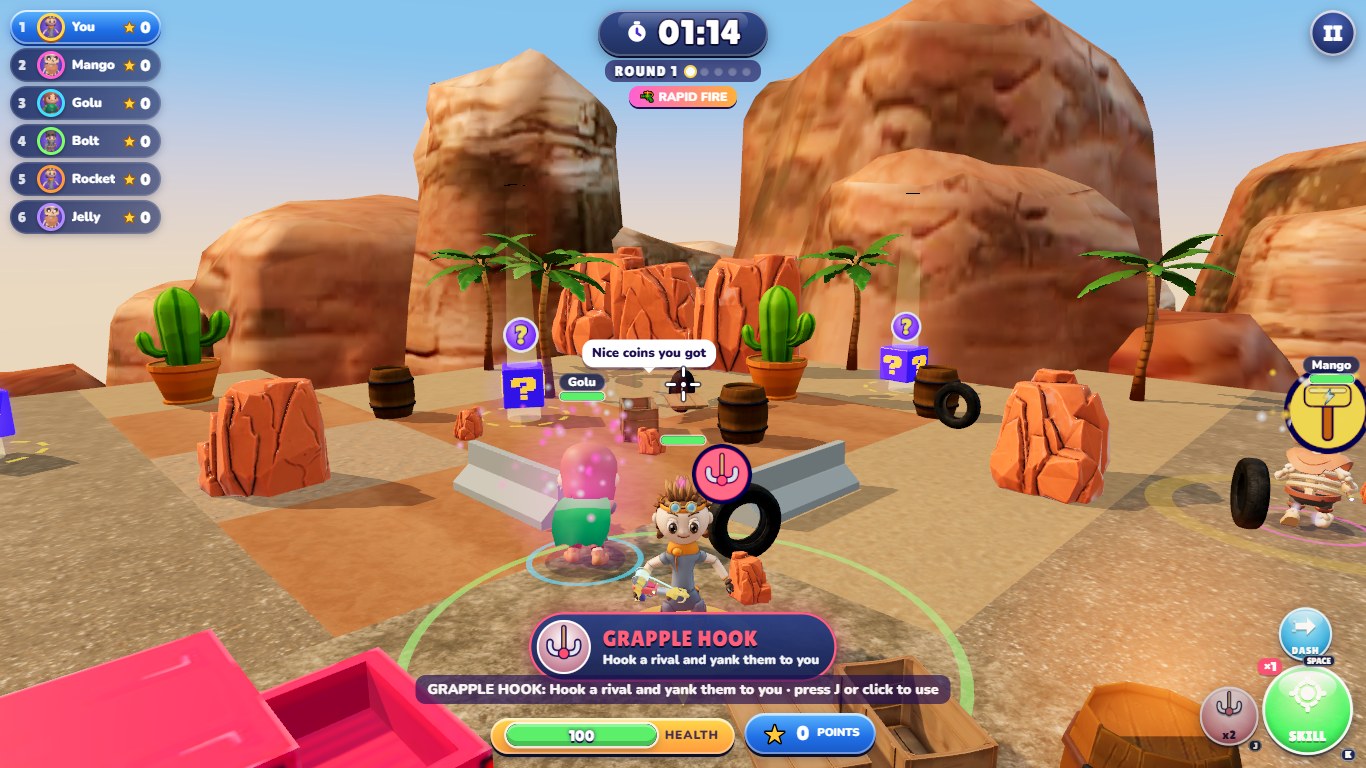 1 You 0
2 Mango 0
3 Golu 0
4 Bolt 0
5 Rocket 0
6 Jelly 0
01:14
ROUND 1
RAPID FIRE
?
?
Nice coins you got
Golu
?
? ?
Mango
GRAPPLE HOOK
Hook a rival and yank them to you
GRAPPLE HOOK: Hook a rival and yank them to you · press J or click to use
100 HEALTH
0 POINTS
DASH
SPACE
x1
x2
J
SKILL
K